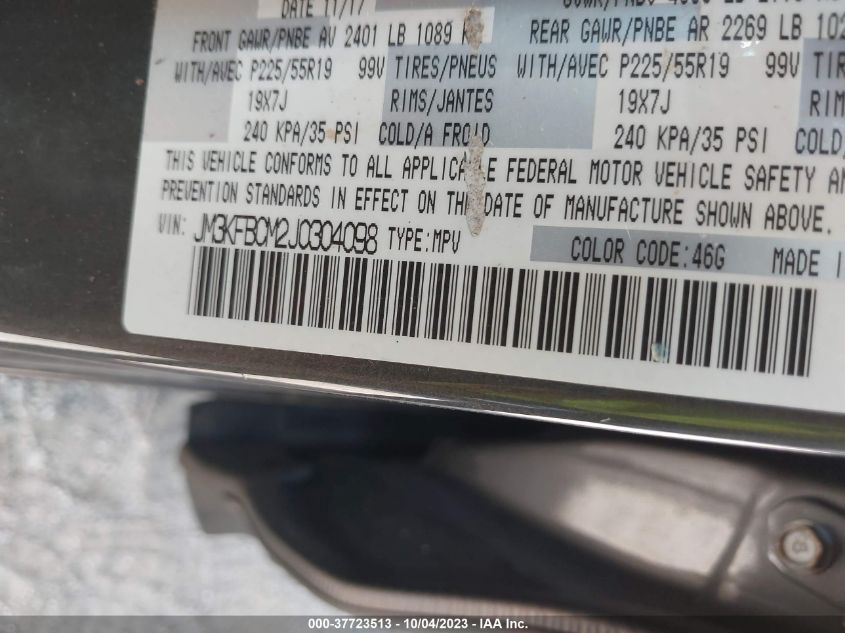 DATE 11/17
FRONT GAWR/PNBE AV 2401 LB 1089 REAR GAWR/PNBE AR 2269 LB
WITH/AVEC P225/55R19 99V TIRES/PNEUS WITH/AVEC P225/55R19 99V TIR
19X7J RIMS/JANTES 19X7J RIM
240 KPA/35 PSI COLD/A FROID 240 KPA/35 PSI COLD/
THIS VEHICLE CONFORMS TO ALL APPLICABLE FEDERAL MOTOR VEHICLE SAFETY
PREVENTION STANDARDS IN EFFECT ON THE DATE OF MANUFACTURE SHOWN ABOVE.
VIN: JM3KFBCM2J0304098 TYPE:MPV COLOR CODE:46G MADE
000-37723513 - 10/04/2023 - IAA Inc.